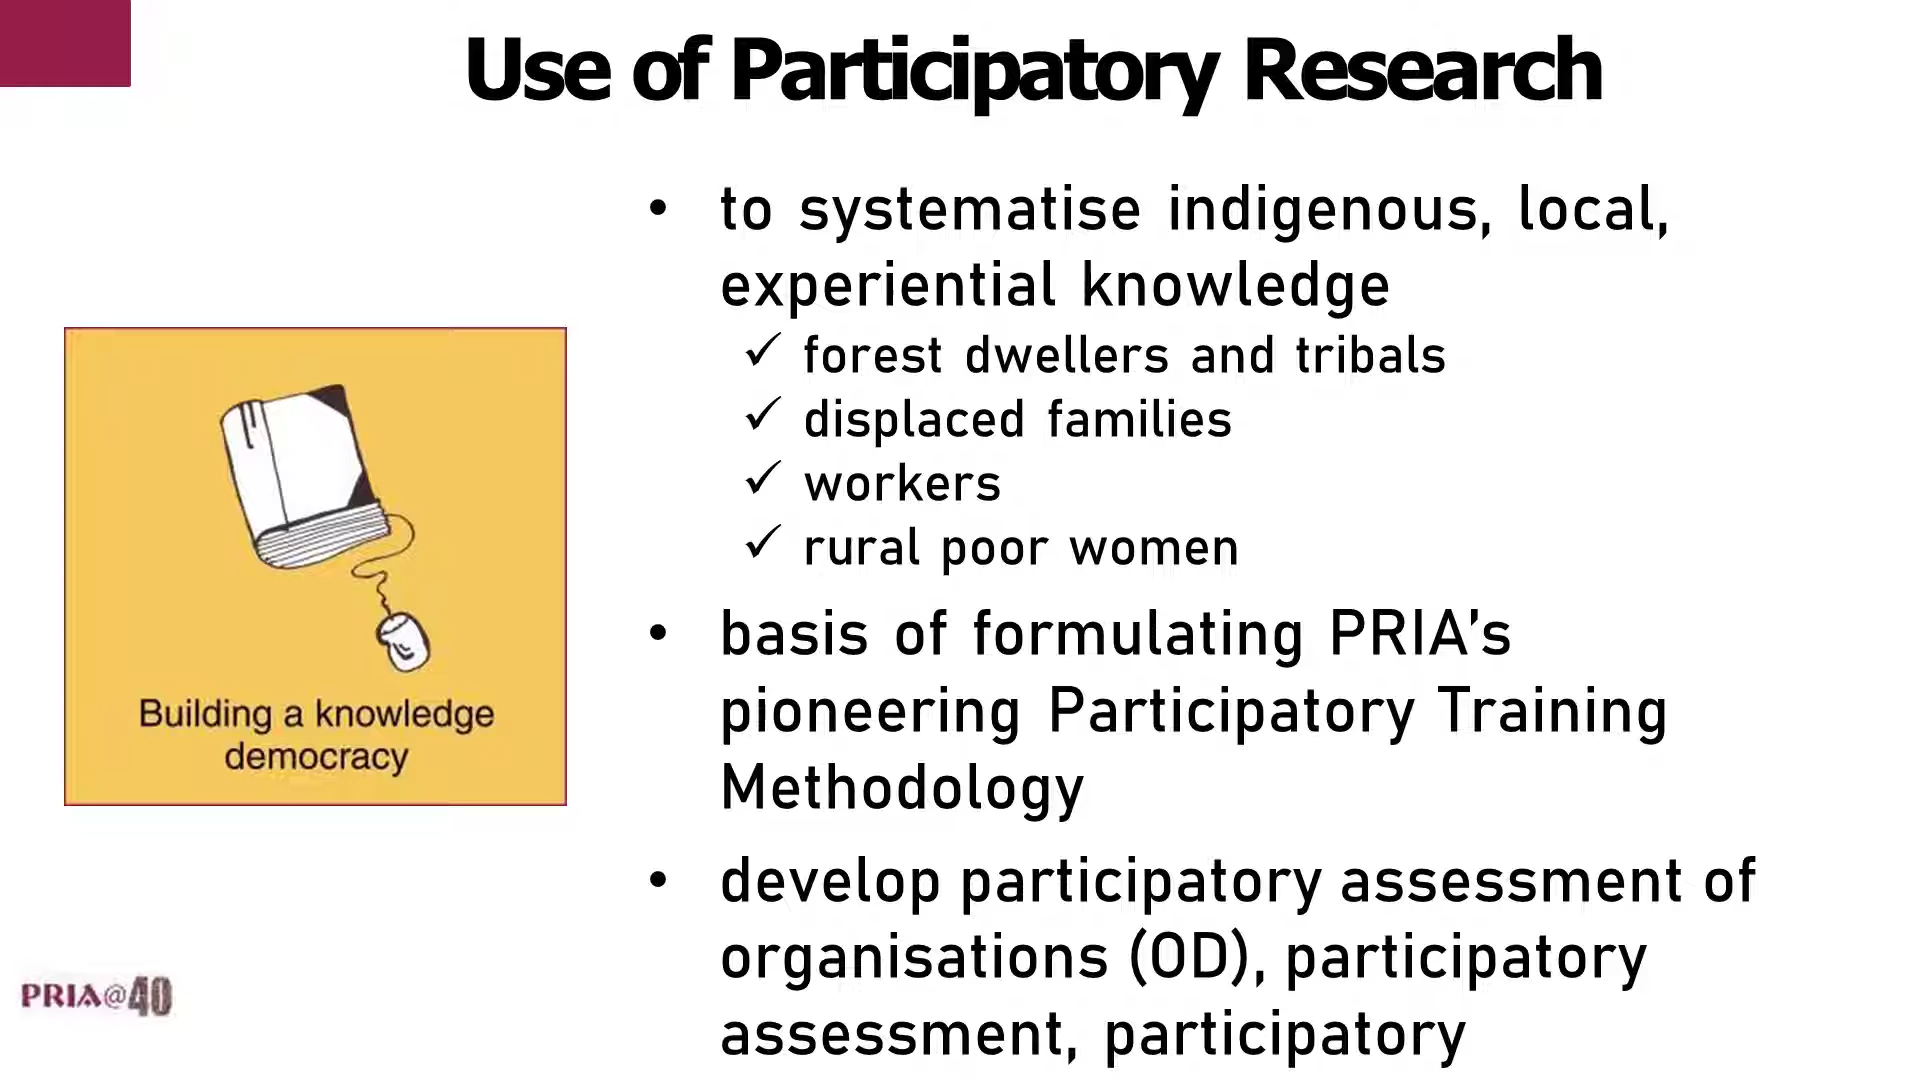 Use of Participatory Research
• to systematise indigenous, local,
experiential knowledge
✓ forest dwellers and tribals
✓ displaced families
✓ workers
✓ rural poor women
• basis of formulating PRIA's
pioneering Participatory Training
Methodology
• develop participatory assessment of
organisations (OD), participatory
assessment, participatory
Building a knowledge
democracy
PRIA@40